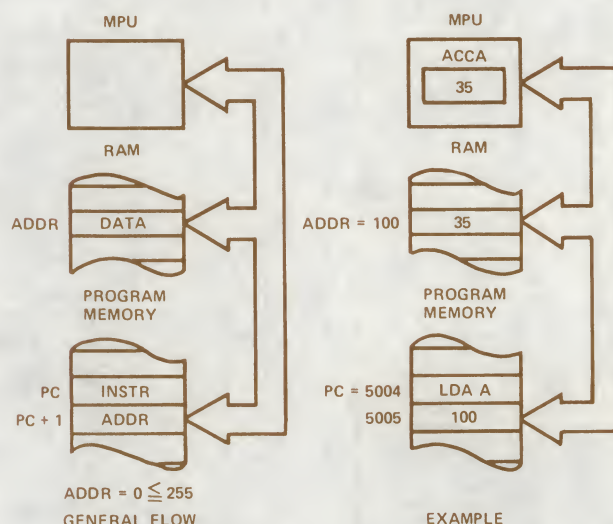 MPU
RAM
ADDR DATA
PROGRAM
MEMORY
PC INSTR
PC + 1 ADDR
ADDR = 0 ≦ 255
GENERAL FLOW
MPU
ACCA
35
RAM
ADDR = 100 35
PROGRAM
MEMORY
PC = 5004 LDA A
5005 100
EXAMPLE